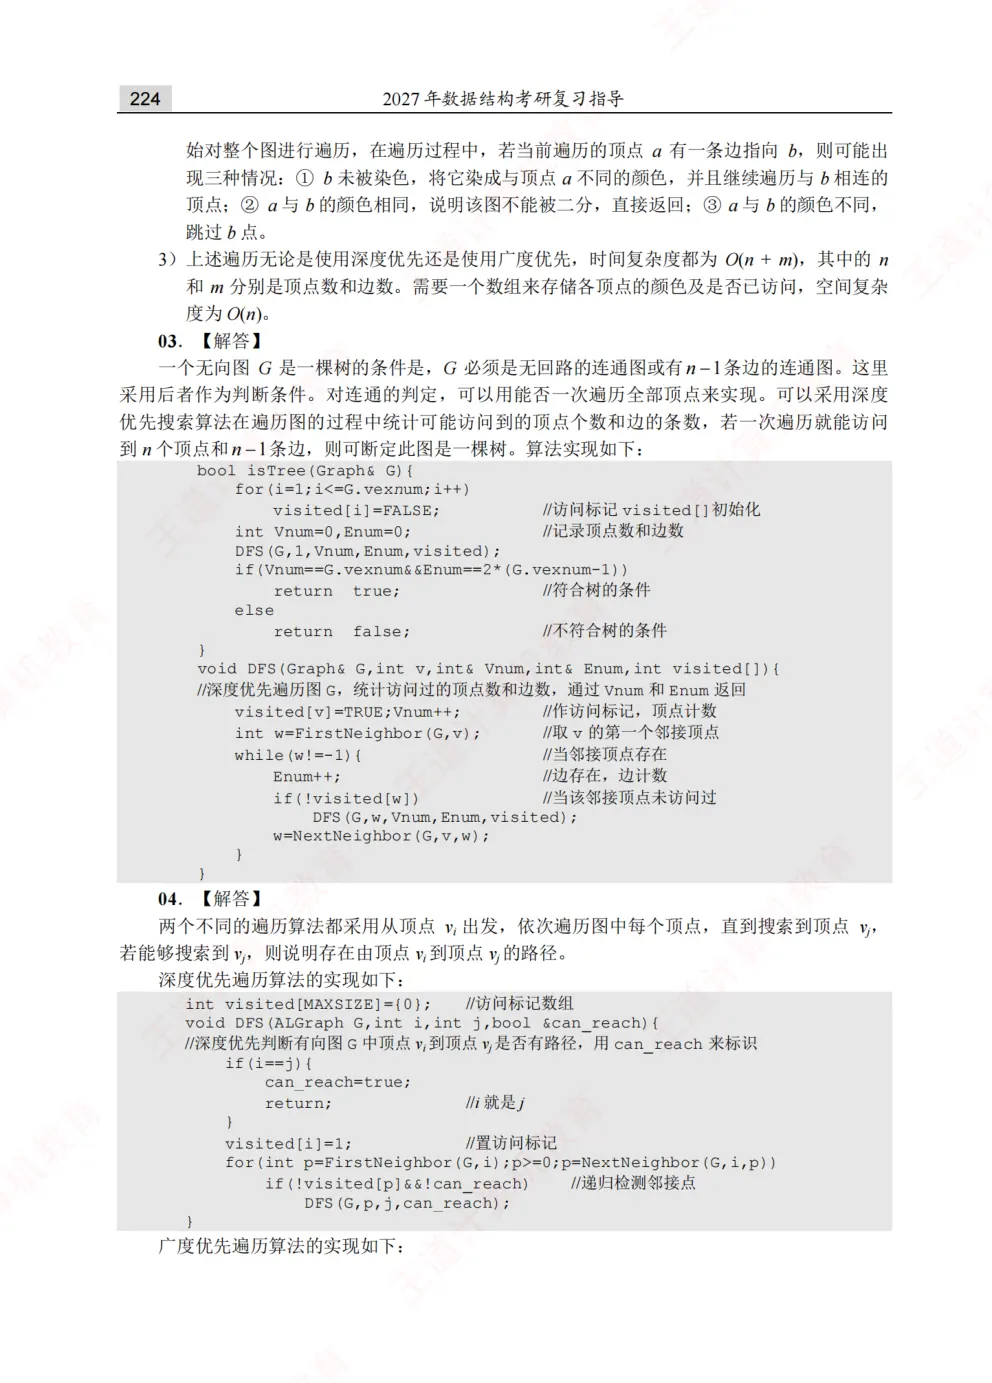 224
2027 年数据结构考研复习指导
始对整个图进行遍历，在遍历过程中，若当前遍历的顶点 a 有一条边指向 b，则可能出
现三种情况：① b 未被染色，将它染成与顶点 a 不同的颜色，并且继续遍历与 b 相连的
顶点；② a 与 b 的颜色相同，说明该图不能被二分，直接返回；③ a 与 b 的颜色不同，
跳过 b 点。
3）上述遍历无论是使用深度优先还是使用广度优先，时间复杂度都为 O(n + m)，其中的 n
和 m 分别是顶点数和边数。需要一个数组来存储各顶点的颜色及是否已访问，空间复杂
度为 O(n)。
03．【解答】
一个无向图 G 是一棵树的条件是，G 必须是无回路的连通图或有 n−1 条边的连通图。这里
采用后者作为判断条件。对连通的判定，可以用能否一次遍历全部顶点来实现。可以采用深度
优先搜索算法在遍历图的过程中统计可能访问到的顶点个数和边的条数，若一次遍历就能访问
到 n 个顶点和 n−1 条边，则可断定此图是一棵树。算法实现如下：
bool isTree(Graph& G){
for(i=1;i<=G.vexnum;i++)
visited[i]=FALSE; //访问标记 visited[]初始化
int Vnum=0,Enum=0; //记录顶点数和边数
DFS(G,1,Vnum,Enum,visited);
if(Vnum==G.vexnum&&Enum==2*(G.vexnum-1))
return true; //符合树的条件
else
return false; //不符合树的条件
}
void DFS(Graph& G,int v,int& Vnum,int& Enum,int visited[]){
//深度优先遍历图 G，统计访问过的顶点数和边数，通过 Vnum 和 Enum 返回
visited[v]=TRUE;Vnum++; //作访问标记，顶点计数
int w=FirstNeighbor(G,v); //取 v 的第一个邻接顶点
while(w!=-1){ //当邻接顶点存在
Enum++; //边存在，边计数
if(!visited[w]) //当该邻接顶点未访问过
DFS(G,w,Vnum,Enum,visited);
w=NextNeighbor(G,v,w);
}
}
04．【解答】
两个不同的遍历算法都采用从顶点 vi 出发，依次遍历图中每个顶点，直到搜索到顶点 vj，
若能够搜索到 vj，则说明存在由顶点 vi 到顶点 vj 的路径。
深度优先遍历算法的实现如下：
int visited[MAXSIZE]={0}; //访问标记数组
void DFS(ALGraph G,int i,int j,bool &can_reach){
//深度优先判断有向图 G 中顶点 vi 到顶点 vj 是否有路径，用 can_reach 来标识
if(i==j){
can_reach=true;
return; //i 就是 j
}
visited[i]=1; //置访问标记
for(int p=FirstNeighbor(G,i);p>=0;p=NextNeighbor(G,i,p))
if(!visited[p]&&!can_reach) //递归检测邻接点
DFS(G,p,j,can_reach);
}
广度优先遍历算法的实现如下：